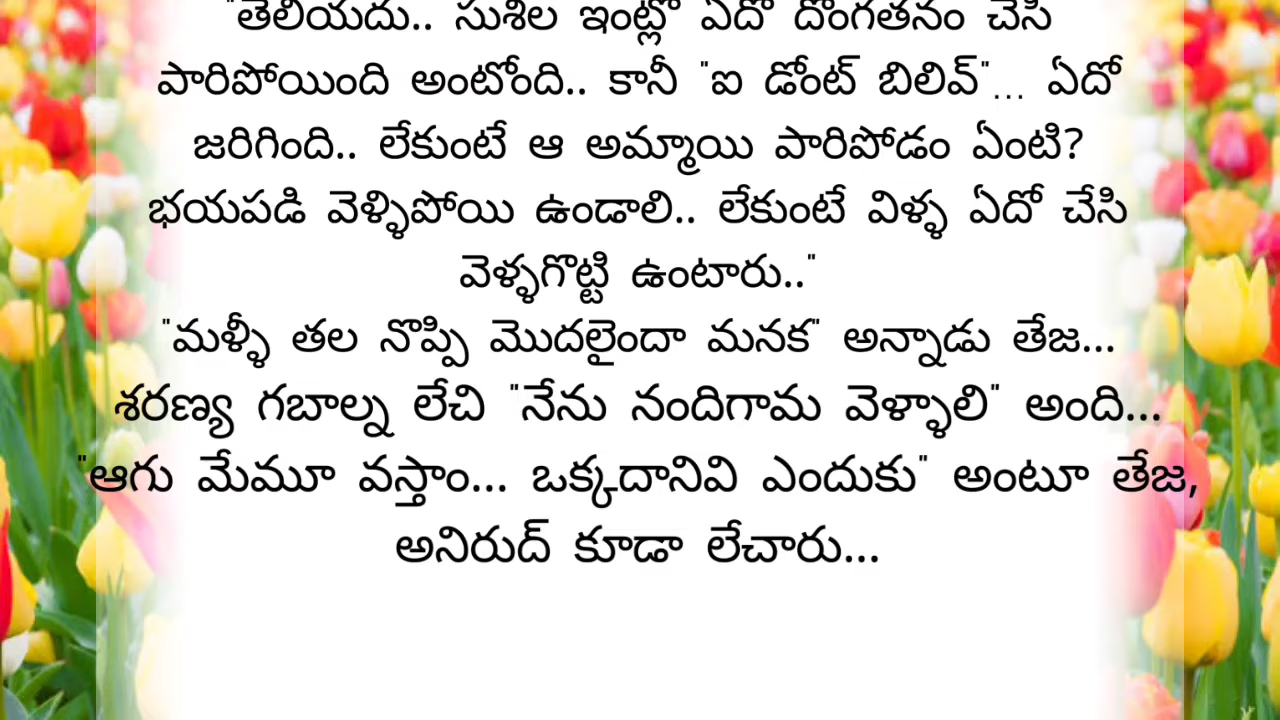 "తెలియదు.. సుశీల ఇంట్లో ఏదో దొంగతనం చేసి
పారిపోయింది అంటోంది.. కానీ "ఐ డోంట్ బిలివ్"... ఏదో
జరిగింది.. లేకుంటే ఆ అమ్మాయి పారిపోడం ఏంటి?
భయపడి వెళ్ళిపోయి ఉండాలి.. లేకుంటే విళ్ళ ఏదో చేసి
వెళ్ళగొట్టి ఉంటారు.."
"మళ్ళీ తల నొప్పి మొదలైందా మనక" అన్నాడు తేజ...
శరణ్య గబాల్న లేచి "నేను నందిగామ వెళ్ళాలి" అంది...
"ఆగు మేమూ వస్తాం... ఒక్కదానివి ఎందుకు" అంటూ తేజ,
అనిరుద్ కూడా లేచారు...